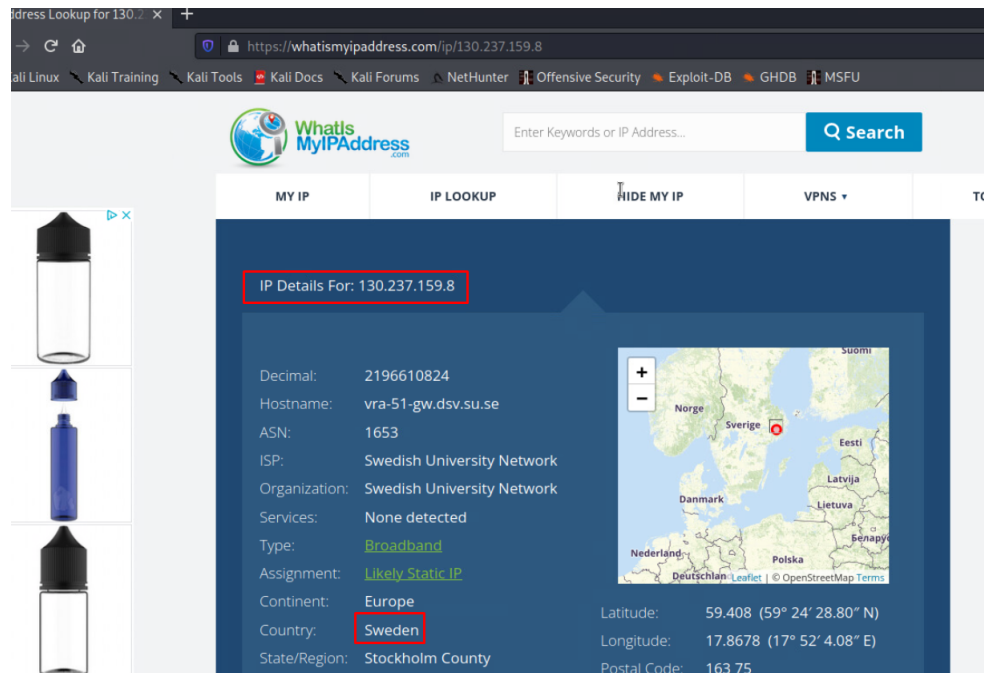 ddress Lookup for 130.2 × +
https://whatismyipaddress.com/ip/130.237.159.8
ali Linux Kali Training Kali Tools Kali Docs Kali Forums NetHunter Offensive Security Exploit-DB GHDB MSFU
WhatIs
MyIPAddress
.com
Enter Keywords or IP Address...
Search
MY IP IP LOOKUP HIDE MY IP VPNS TO
IP Details For: 130.237.159.8
Decimal: 2196610824
Hostname: vra-51-gw.dsv.su.se
ASN: 1653
ISP: Swedish University Network
Organization: Swedish University Network
Services: None detected
Type: Broadband
Assignment: Likely Static IP
Continent: Europe
Country: Sweden
State/Region: Stockholm County
+
−
Suomi
Norge
Sverige
Eesti
Latvija
Danmark
Lietuva
Беларус
Nederland
Polska
Deutschlan
Leaflet | © OpenStreetMap Terms
Latitude: 59.408 (59° 24′ 28.80″ N)
Longitude: 17.8678 (17° 52′ 4.08″ E)
Postal Code: 163 75